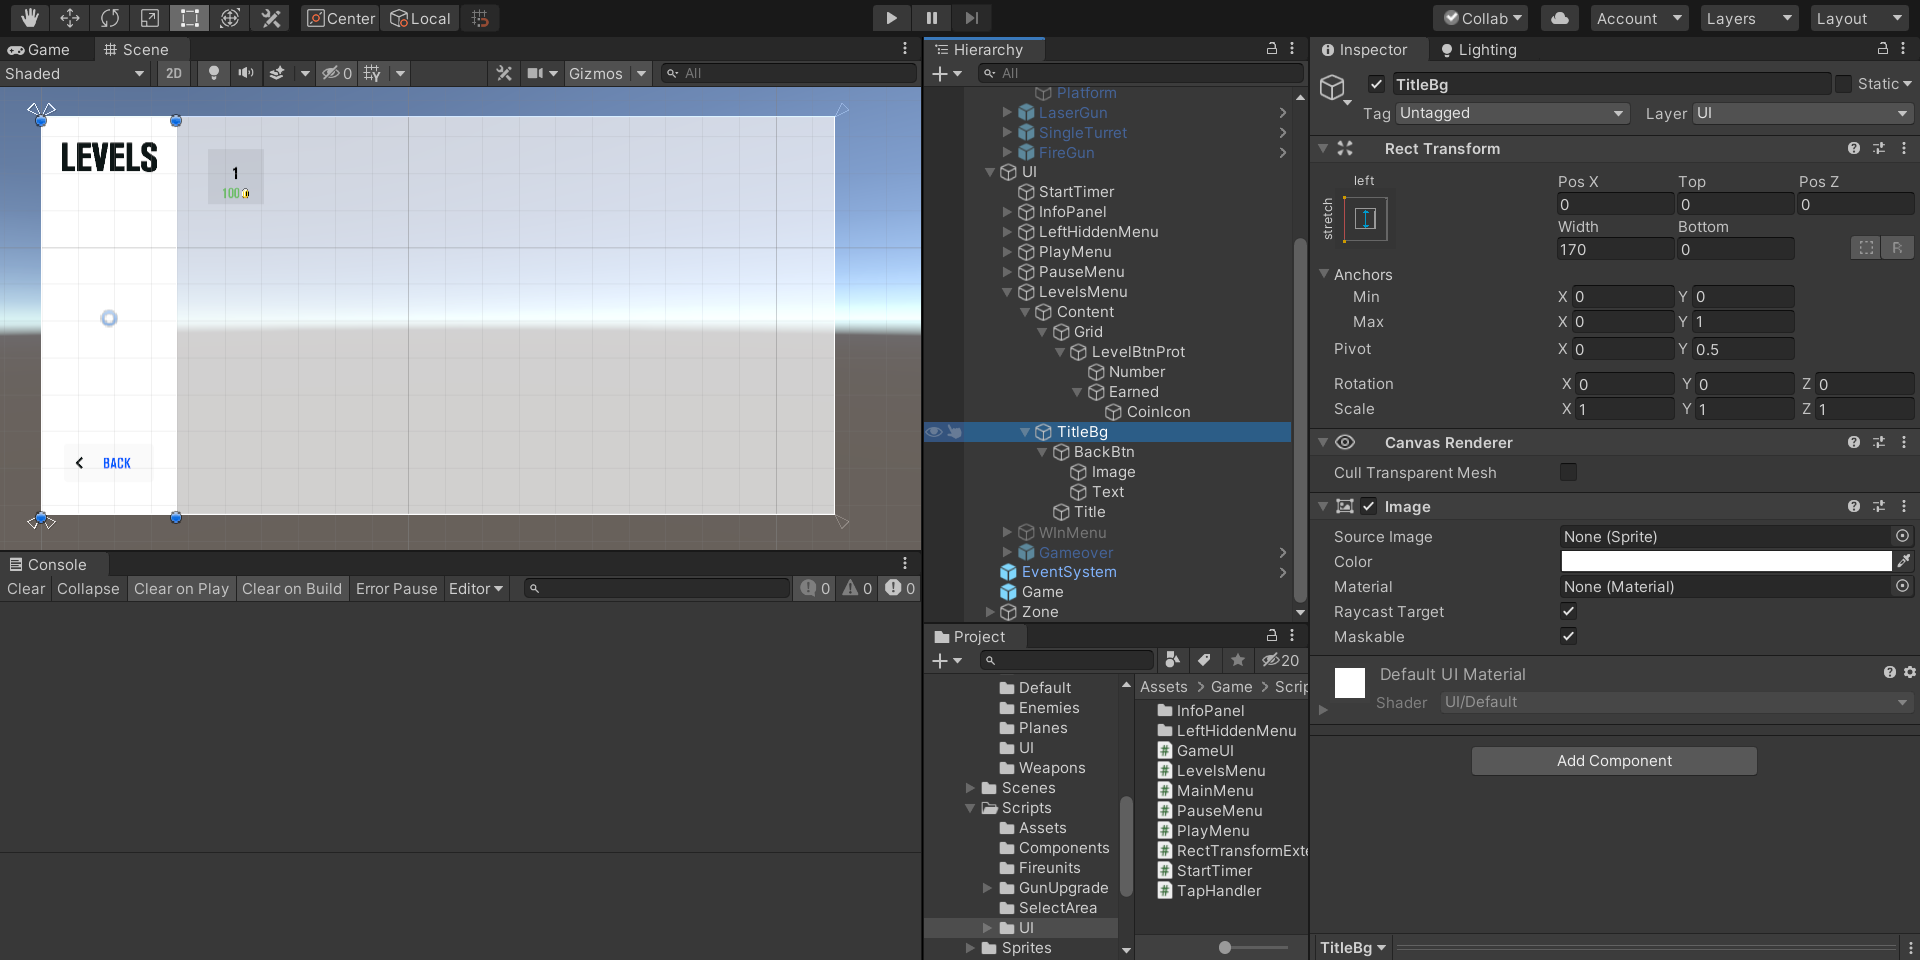 Center
Local
Collab
Account
Layers
Layout
Game
Scene
Shaded
2D
0
Gizmos
All
LEVELS
1
100
BACK
Console
Clear
Collapse
Clear on Play
Clear on Build
Error Pause
Editor
0
0
0
Hierarchy
All
Platform
LaserGun
SingleTurret
FireGun
UI
StartTimer
InfoPanel
LeftHiddenMenu
PlayMenu
PauseMenu
LevelsMenu
Content
Grid
LevelBtnProt
Number
Earned
CoinIcon
TitleBg
BackBtn
Image
Text
Title
WInMenu
Gameover
EventSystem
Game
Zone
Project
20
Default
Enemies
Planes
UI
Weapons
Scenes
Scripts
Assets
Components
Fireunits
GunUpgrade
SelectArea
UI
Sprites
Assets > Game > Scrip
InfoPanel
LeftHiddenMenu
GameUI
LevelsMenu
MainMenu
PauseMenu
PlayMenu
RectTransformExte
StartTimer
TapHandler
Inspector
Lighting
TitleBg
Static
Tag Untagged
Layer UI
Rect Transform
left
stretch
Pos X Top Pos Z
0 0 0
Width Bottom
170 0
R
Anchors
Min X 0 Y 0
Max X 0 Y 1
Pivot X 0 Y 0.5
Rotation X 0 Y 0 Z 0
Scale X 1 Y 1 Z 1
Canvas Renderer
Cull Transparent Mesh
Image
Source Image None (Sprite)
Color
Material None (Material)
Raycast Target
Maskable
Default UI Material
Shader UI/Default
Add Component
TitleBg